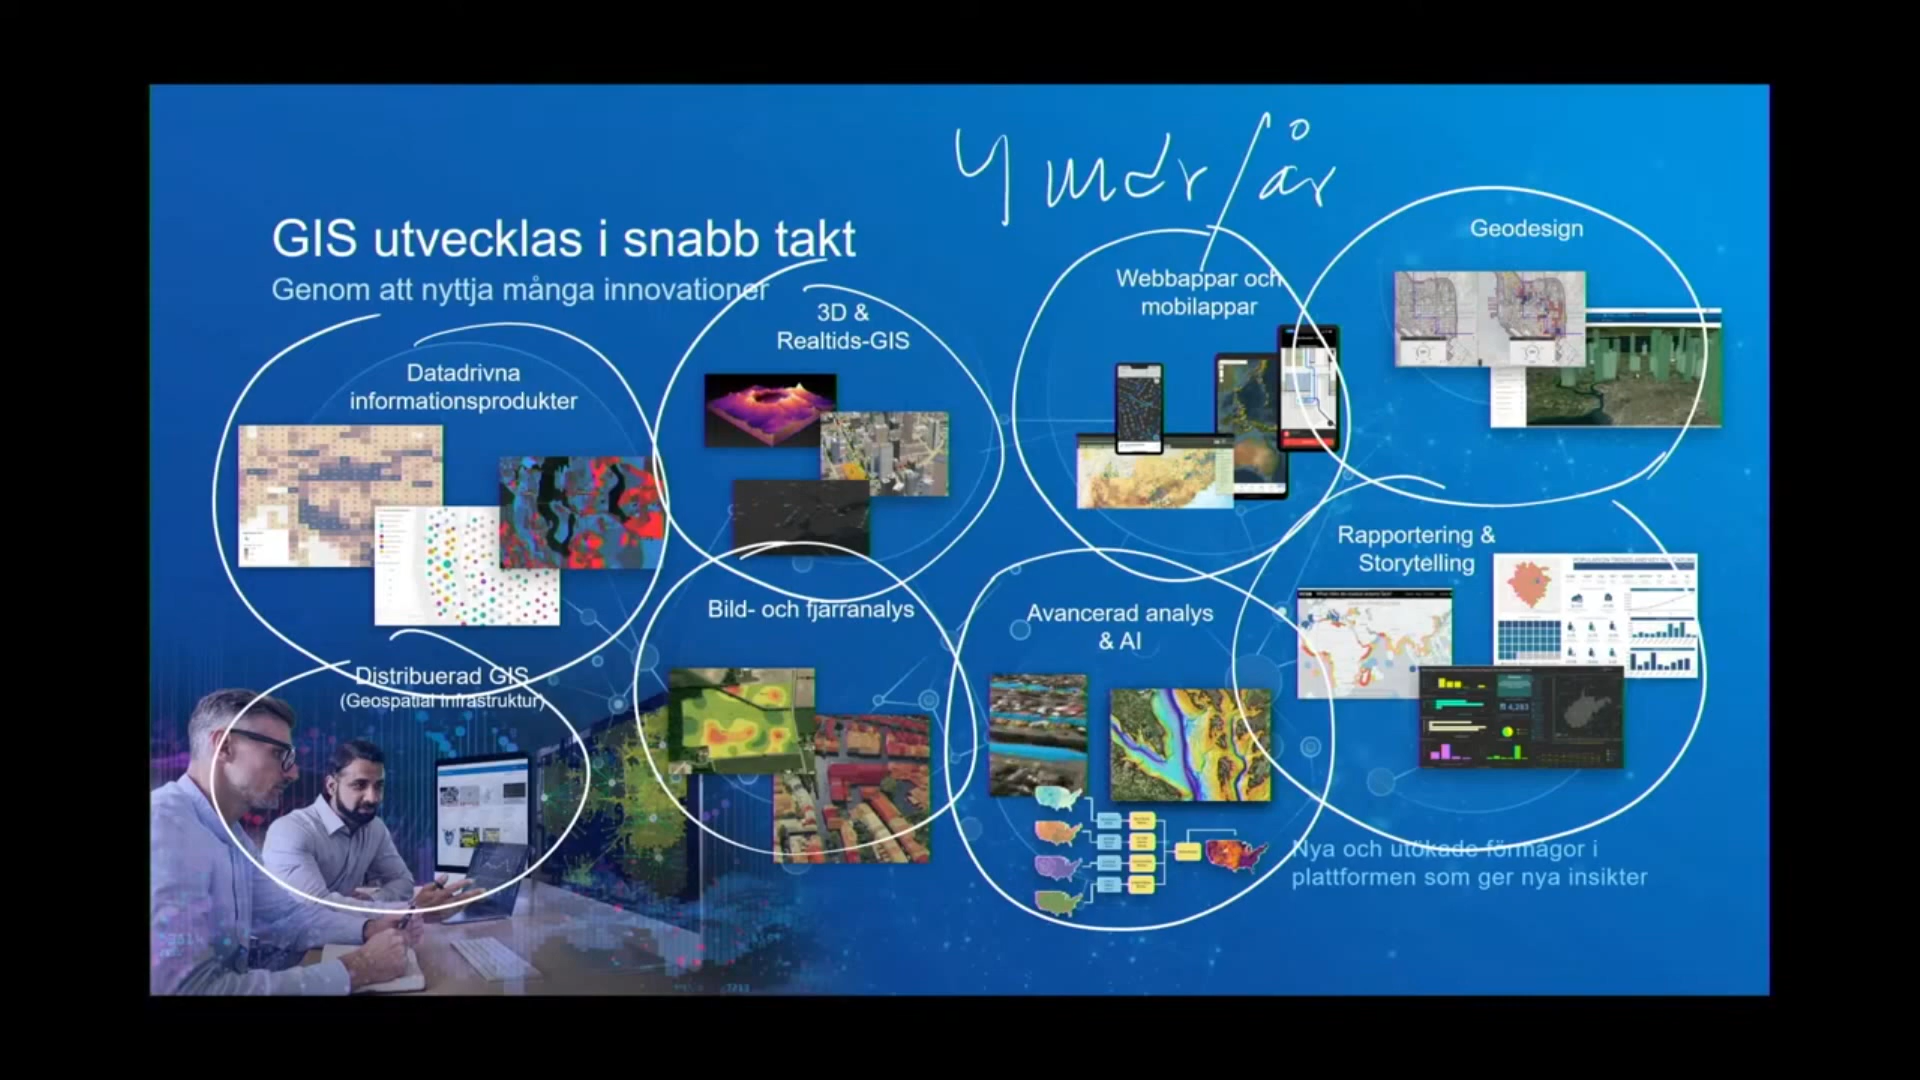 4 mdr/år
GIS utvecklas i snabb takt
Genom att nyttja många innovationer
Geodesign
Webbappar och
mobilappar
3D &
Realtids-GIS
Datadrivna
informationsprodukter
Rapportering &
Storytelling
Bild- och fjärranalys
Avancerad analys
& AI
Distribuerad GIS
(Geospatial infrastruktur)
4,283
Nya och utökade förmågor i
plattformen som ger nya insikter